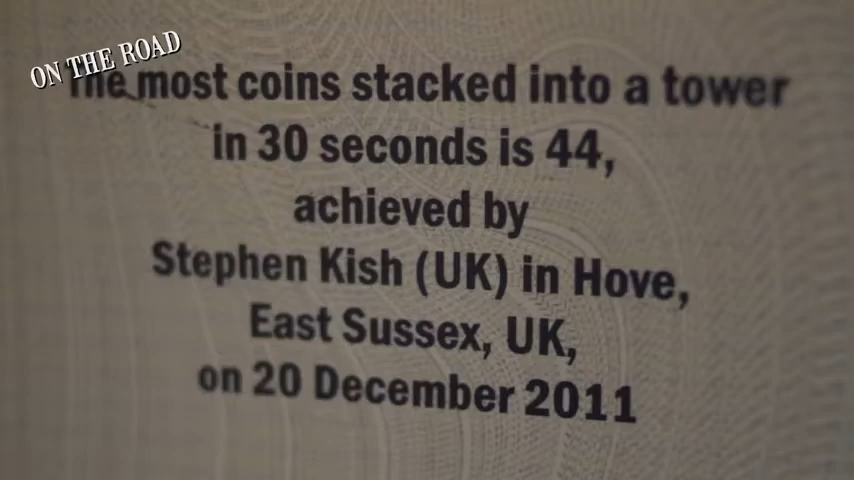 ON THE ROAD
The most coins stacked into a tower
in 30 seconds is 44,
achieved by
Stephen Kish (UK) in Hove,
East Sussex, UK,
on 20 December 2011